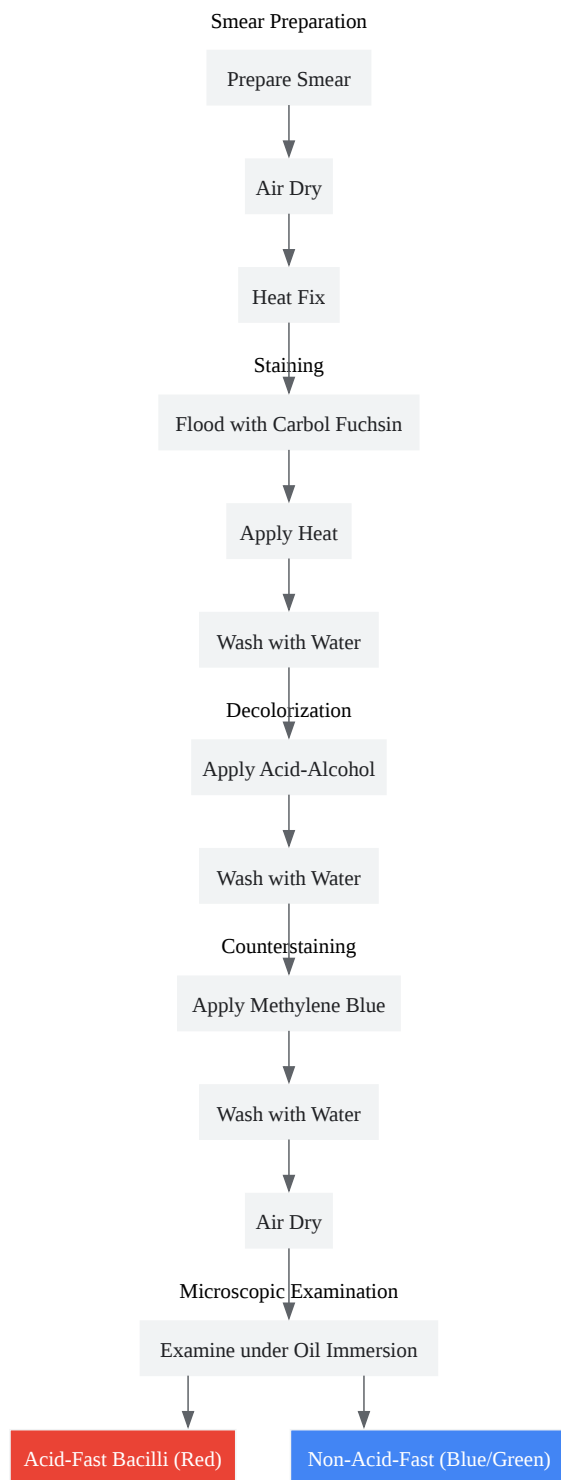 Smear Preparation
Prepare Smear
Air Dry
Heat Fix
Staining
Flood with Carbol Fuchsin
Apply Heat
Wash with Water
Decolorization
Apply Acid-Alcohol
Wash with Water
Counterstaining
Apply Methylene Blue
Wash with Water
Air Dry
Microscopic Examination
Examine under Oil Immersion
Acid-Fast Bacilli (Red)
Non-Acid-Fast (Blue/Green)